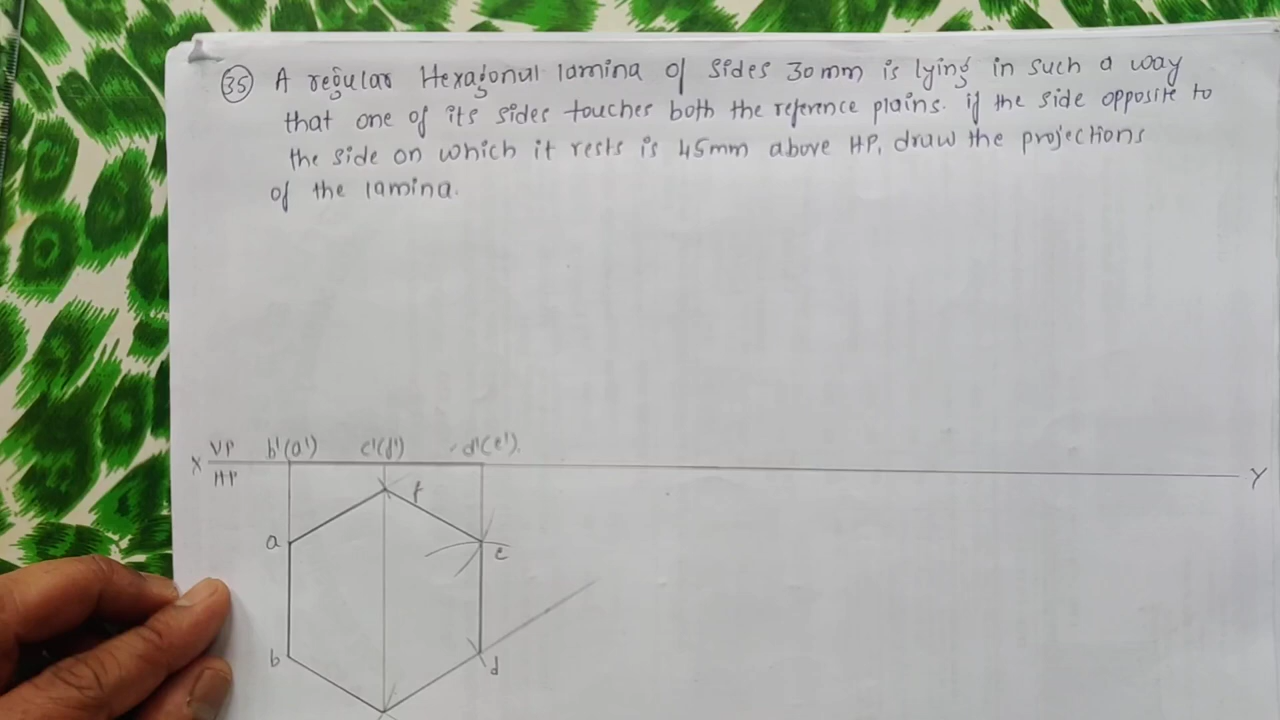 35 A regular Hexagonal lamina of sides 30mm is lying in such a way
that one of its sides touches both the reference plains. if the side opposite to
the side on which it rests is 45mm above HP, draw the projections
of the lamina.
VP b'(a') c'(f') d'(e').
X Y
HP
f
a e
b d